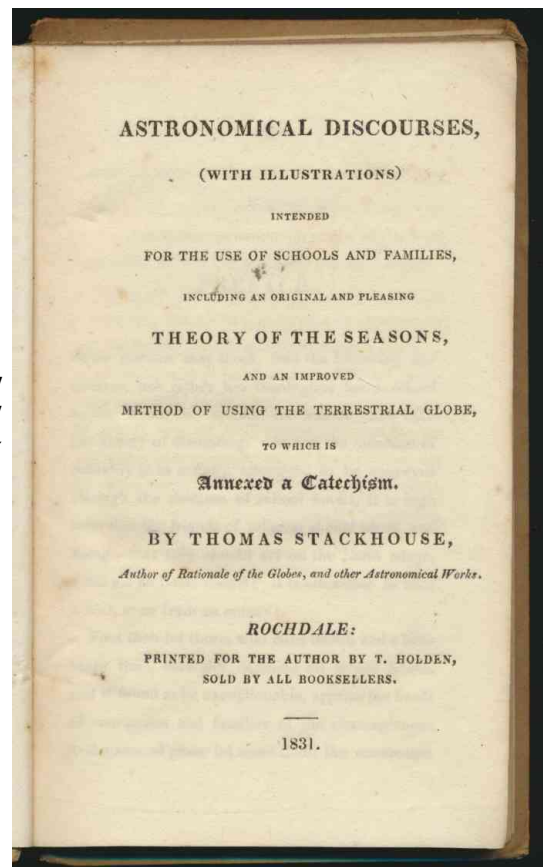 ASTRONOMICAL DISCOURSES,
(WITH ILLUSTRATIONS)
INTENDED
FOR THE USE OF SCHOOLS AND FAMILIES,
INCLUDING AN ORIGINAL AND PLEASING
THEORY OF THE SEASONS,
AND AN IMPROVED
METHOD OF USING THE TERRESTRIAL GLOBE,
TO WHICH IS
Annexed a Catechism.
BY THOMAS STACKHOUSE,
Author of Rationale of the Globes, and other Astronomical Works.
ROCHDALE:
PRINTED FOR THE AUTHOR BY T. HOLDEN,
SOLD BY ALL BOOKSELLERS.
1831.